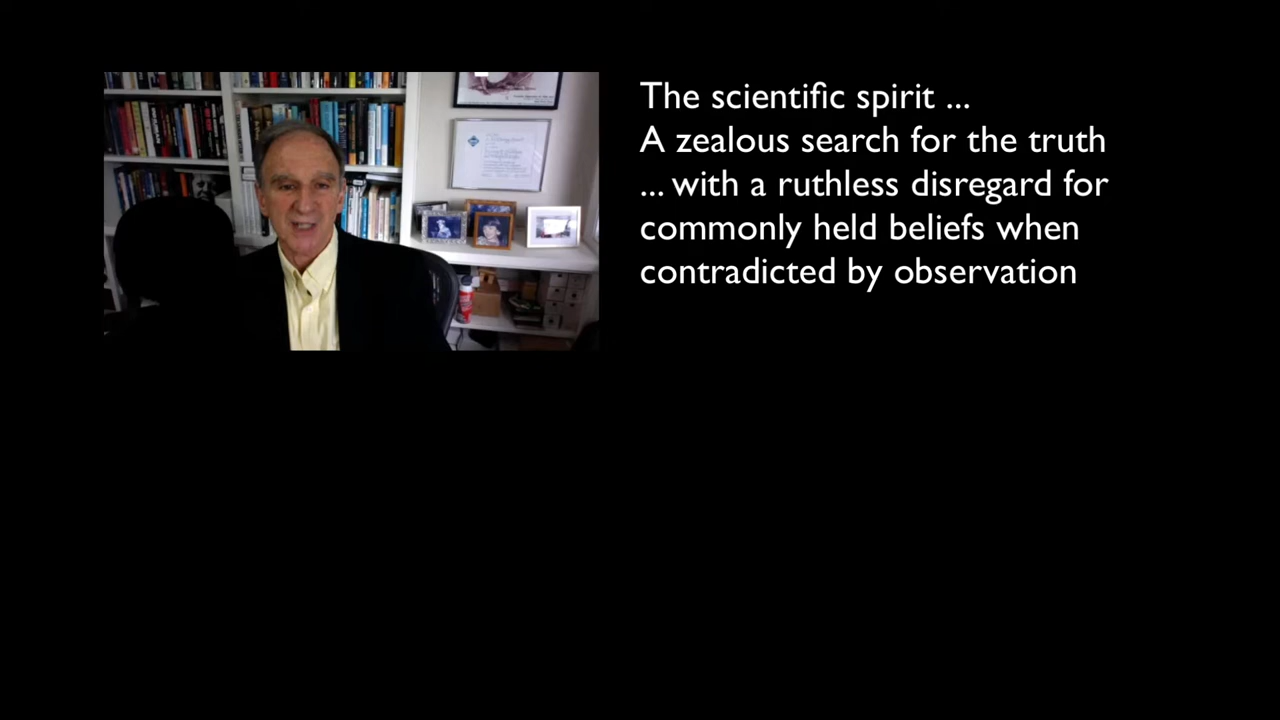 The scientific spirit ...
A zealous search for the truth
... with a ruthless disregard for
commonly held beliefs when
contradicted by observation